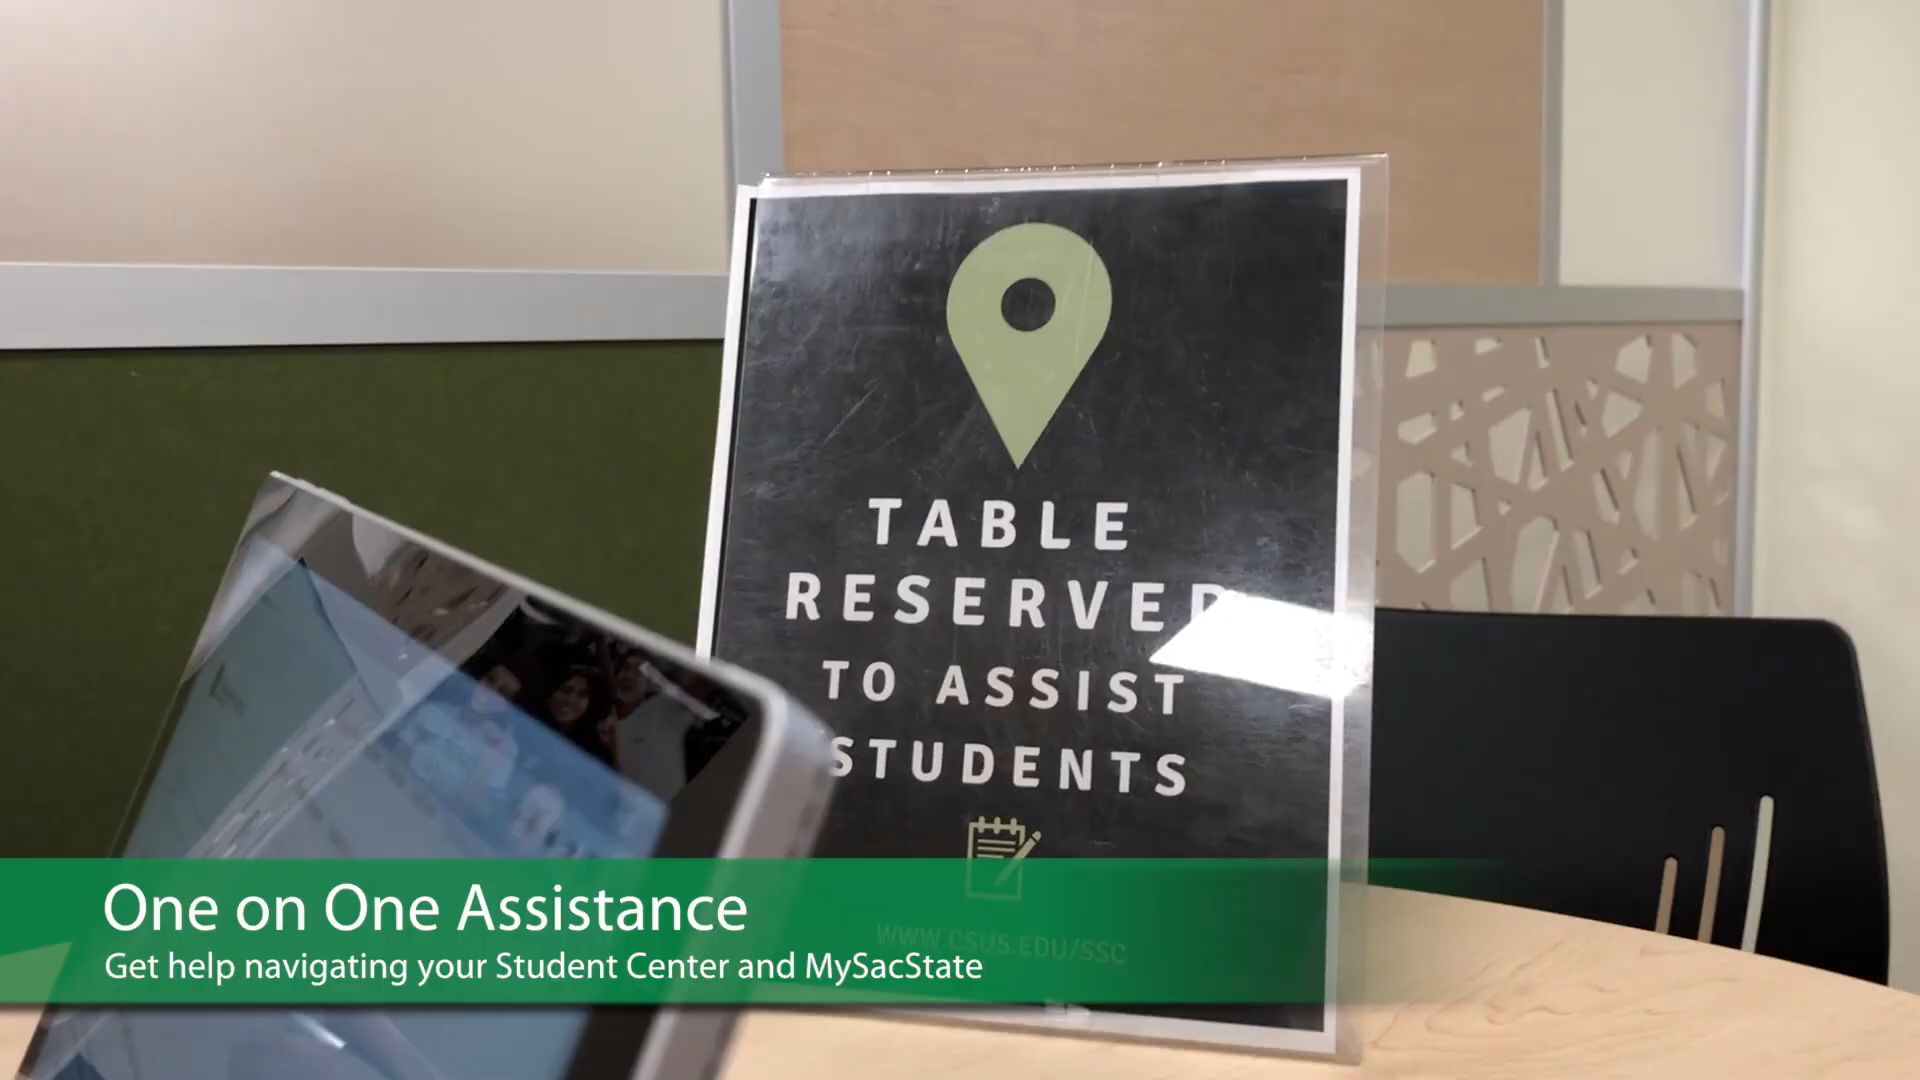 TABLE
RESERVED
TO ASSIST
STUDENTS
WWW.CSUS.EDU/SSC
One on One Assistance
Get help navigating your Student Center and MySacState